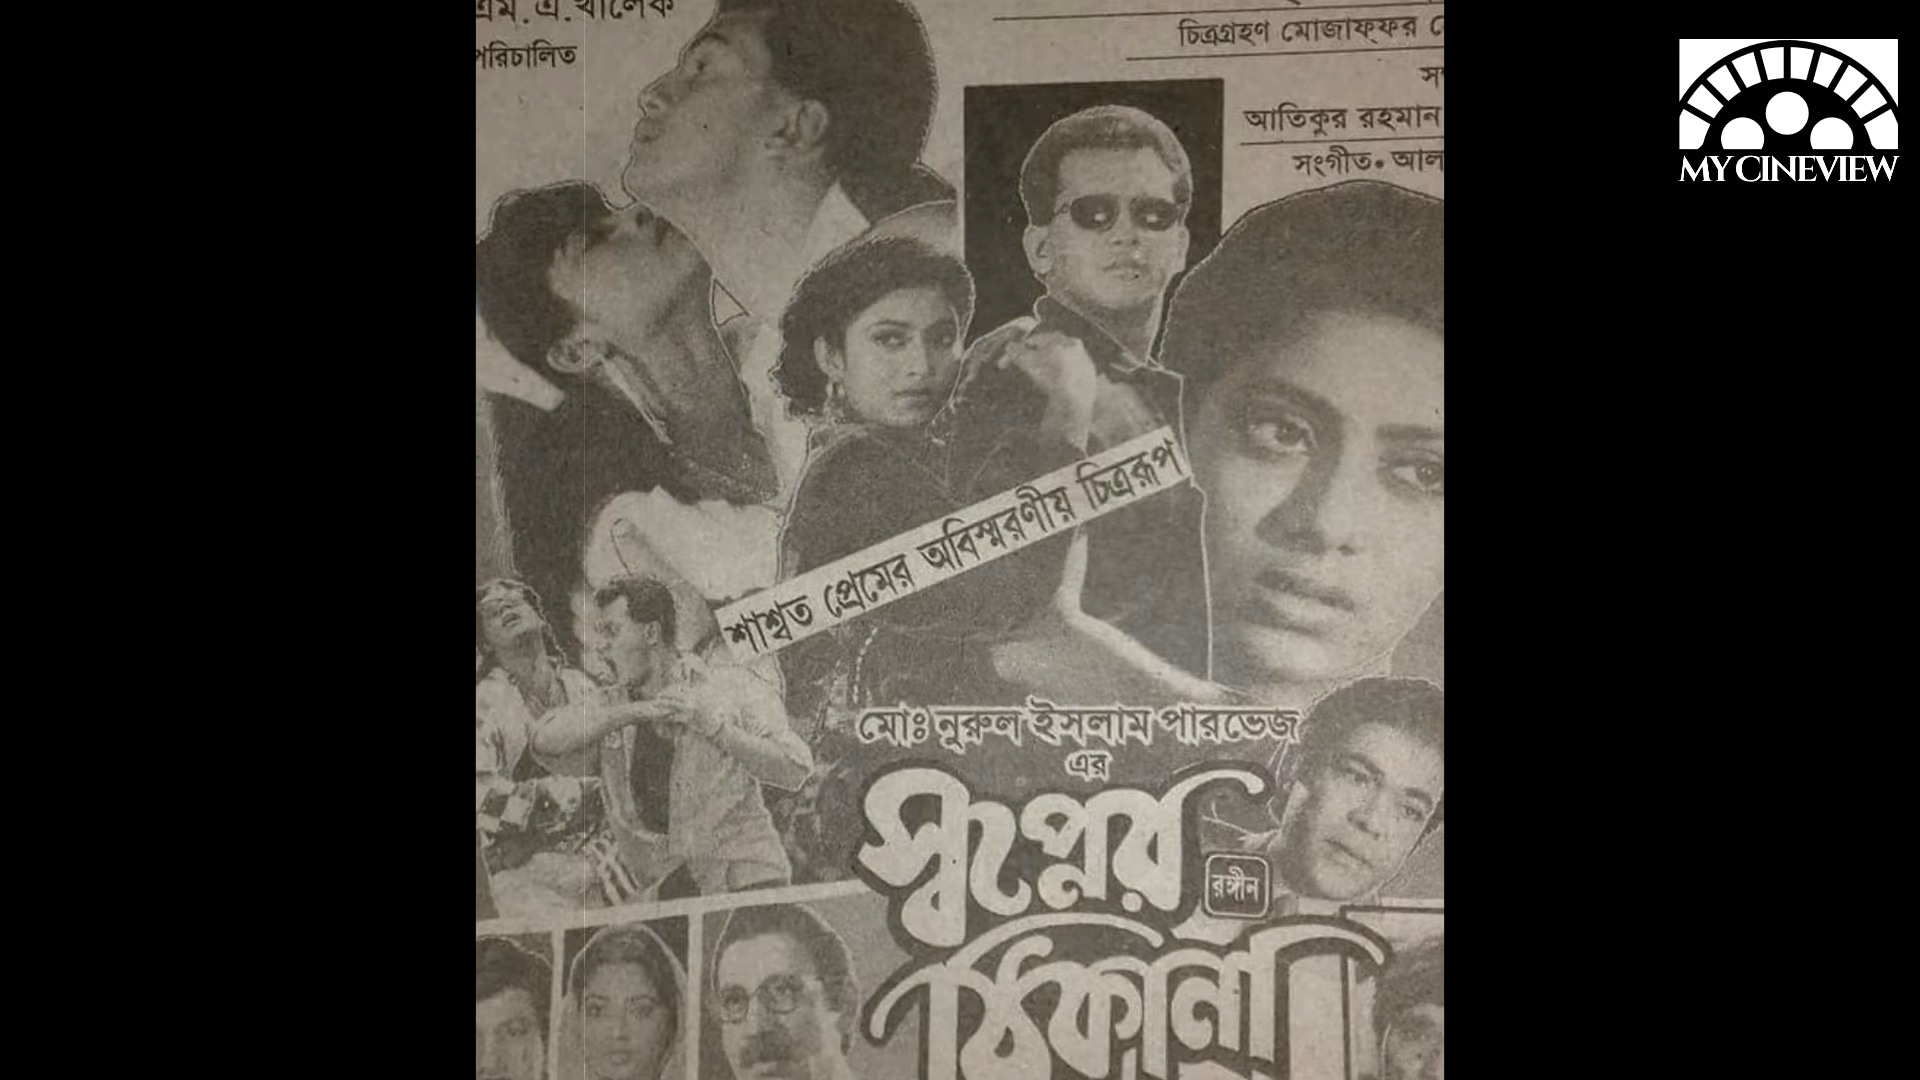 এম. এ. খালেক
পরিচালিত
চিত্রগ্রহণ মোজাফ্ফর
আতিকুর রহমান
সংগীত • আল
MY CINEVIEW
শাশ্বত প্রেমের অবিস্মরণীয় চিত্ররূপ
মোঃ নুরুল ইসলাম পারভেজ
এর
স্বপ্নের
রঙ্গীন
ঠিকানা